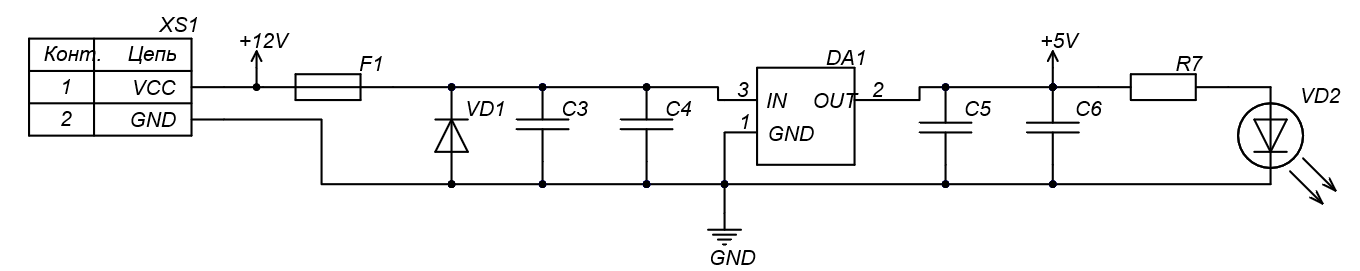 XS1
Конт. Цепь
1 VCC
2 GND
+12V
F1
VD1
C3
C4
DA1
3 IN OUT 2
1 GND
GND
C5
+5V
C6
R7
VD2